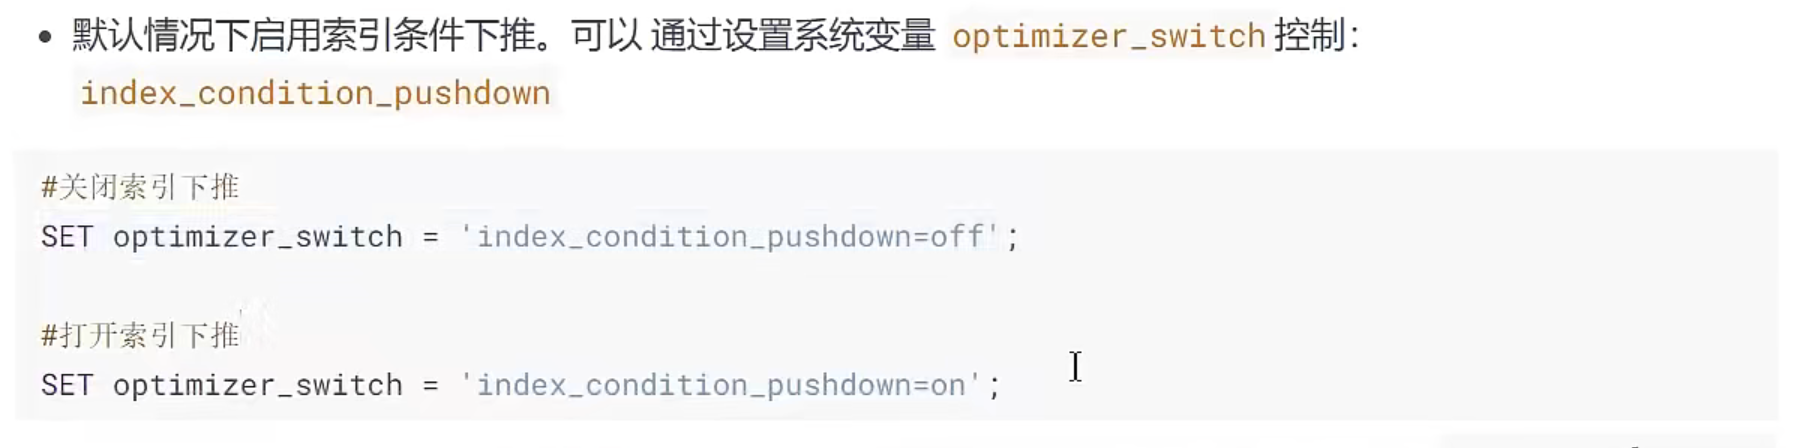 默认情况下启用索引条件下推。可以 通过设置系统变量 optimizer_switch 控制：
index_condition_pushdown
#关闭索引下推
SET optimizer_switch = 'index_condition_pushdown=off';
#打开索引下推
SET optimizer_switch = 'index_condition_pushdown=on';